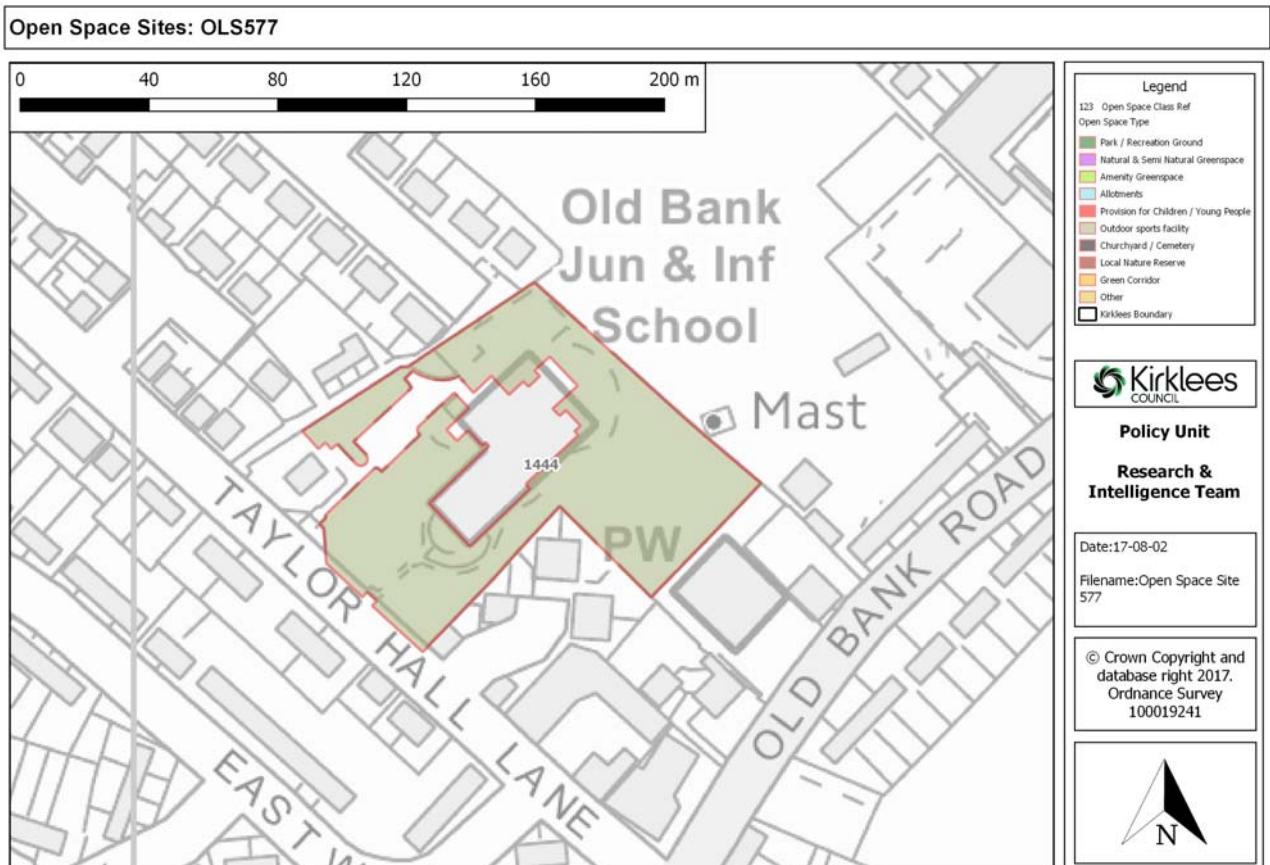 Open Space Sites: OLS577
0 40 80 120 160 200 m
Old Bank
Jun & Inf
School
Mast
1444
PW
TAYLOR HALL LANE
OLD BANK ROAD
EAST
Legend
123 Open Space Class Ref
Open Space Type
Park / Recreation Ground
Natural & Semi Natural Greenspace
Amenity Greenspace
Allotments
Provision for Children / Young People
Outdoor sports facility
Churchyard / Cemetery
Local Nature Reserve
Green Corridor
Other
Kirklees Boundary
Kirklees
COUNCIL
Policy Unit
Research &
Intelligence Team
Date:17-08-02
Filename:Open Space Site
577
© Crown Copyright and
database right 2017.
Ordnance Survey
100019241
N